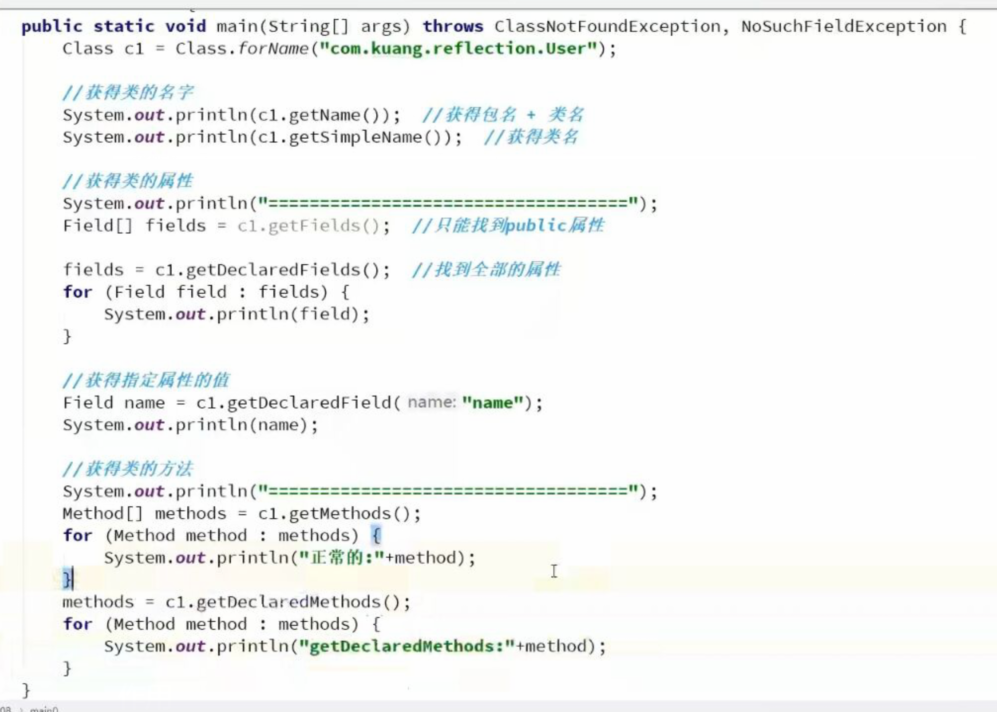 public static void main(String[] args) throws ClassNotFoundException, NoSuchFieldException {
Class c1 = Class.forName("com.kuang.reflection.User");
//获得类的名字
System.out.println(c1.getName()); //获得包名 + 类名
System.out.println(c1.getSimpleName()); //获得类名
//获得类的属性
System.out.println("==================================");
Field[] fields = c1.getFields(); //只能找到public属性
fields = c1.getDeclaredFields(); //找到全部的属性
for (Field field : fields) {
System.out.println(field);
}
//获得指定属性的值
Field name = c1.getDeclaredField( name: "name");
System.out.println(name);
//获得类的方法
System.out.println("==================================");
Method[] methods = c1.getMethods();
for (Method method : methods) {
System.out.println("正常的:"+method);
}
methods = c1.getDeclaredMethods();
for (Method method : methods) {
System.out.println("getDeclaredMethods:"+method);
}
}